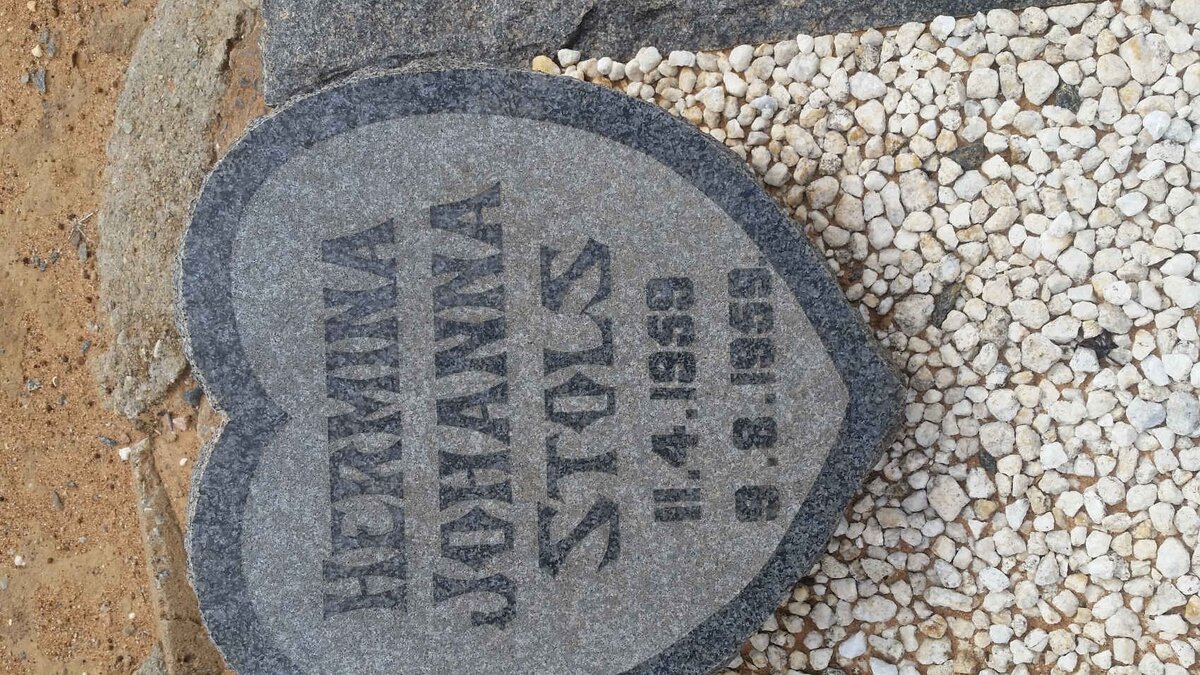 HERMINA
JOHANNA
STOLS
11.4.1959
9.8.1959